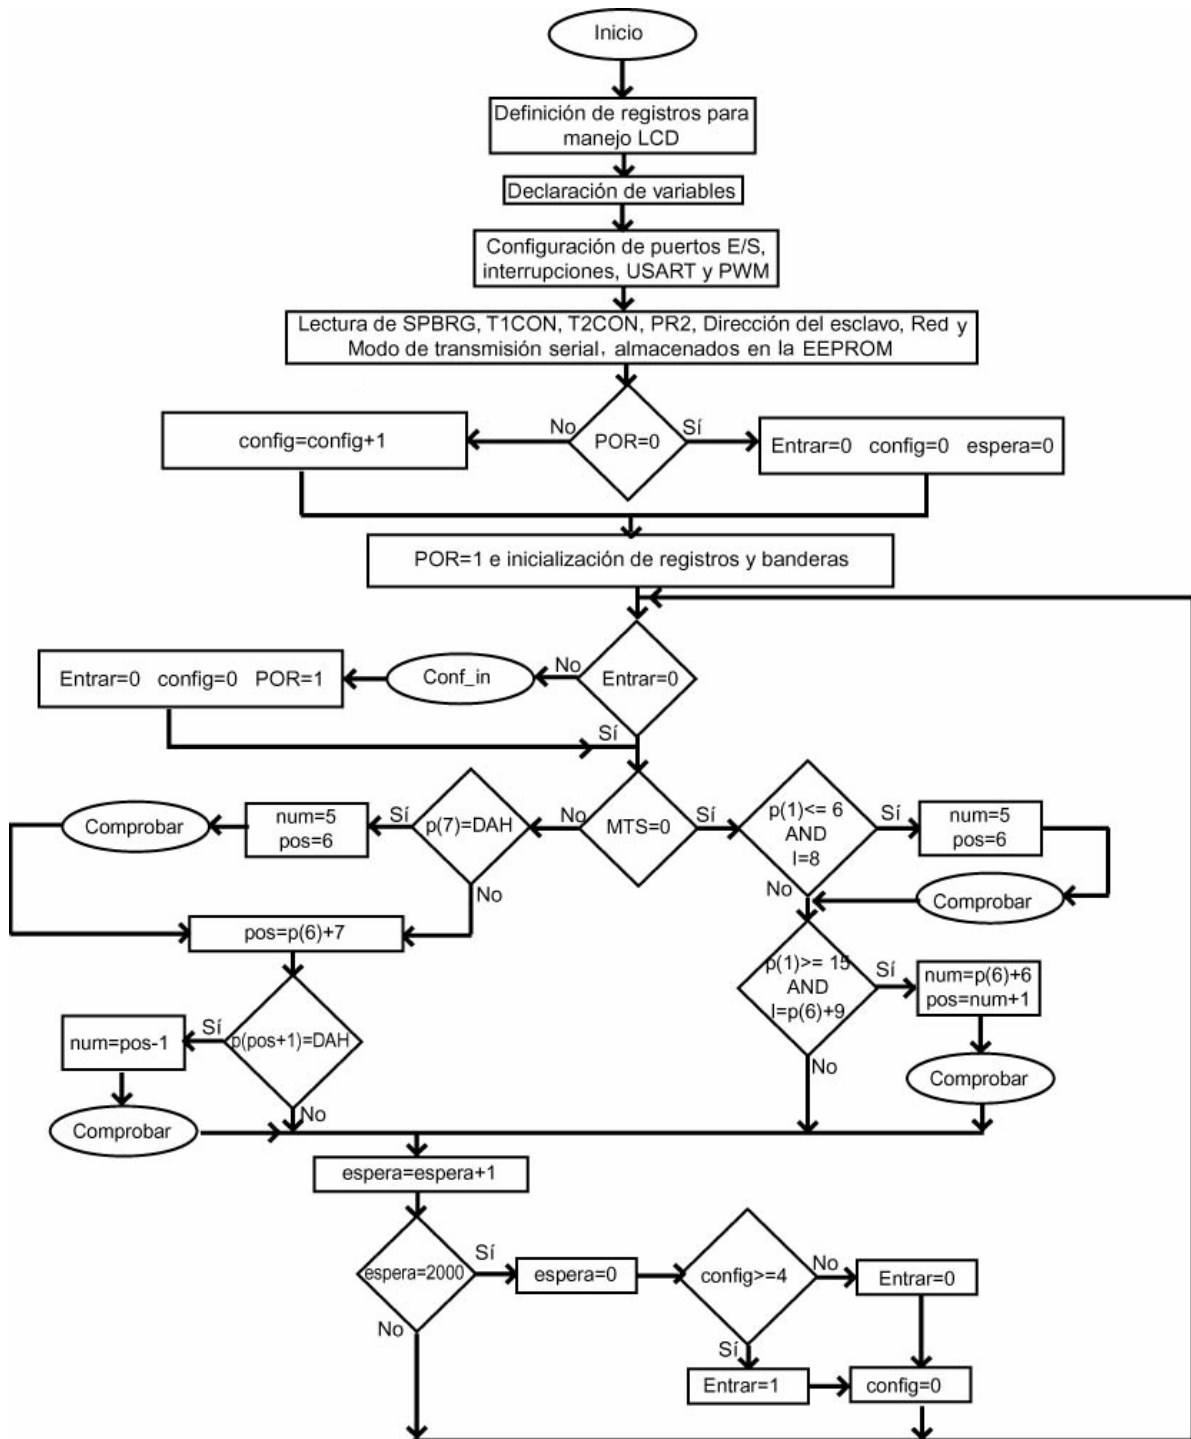 Inicio
Definición de registros para
manejo LCD
Declaración de variables
Configuración de puertos E/S,
interrupciones, USART y PWM
Lectura de SPBRG, T1CON, T2CON, PR2, Dirección del esclavo, Red y
Modo de transmisión serial, almacenados en la EEPROM
config=config+1
No
POR=0
Sí
Entrar=0 config=0 espera=0
POR=1 e inicialización de registros y banderas
Entrar=0 config=0 POR=1
Conf_in
No
Entrar=0
Sí
Comprobar
num=5
pos=6
Sí
p(7)=DAH
No
No
MTS=0
Sí
p(1)<= 6
AND
I=8
Sí
No
num=5
pos=6
Comprobar
pos=p(6)+7
p(1)>= 15
AND
I=p(6)+9
Sí
No
num=p(6)+6
pos=num+1
num=pos-1
Sí
p(pos+1)=DAH
No
Comprobar
Comprobar
espera=espera+1
espera=2000
Sí
No
espera=0
config>=4
No
Entrar=0
Sí
Entrar=1
config=0